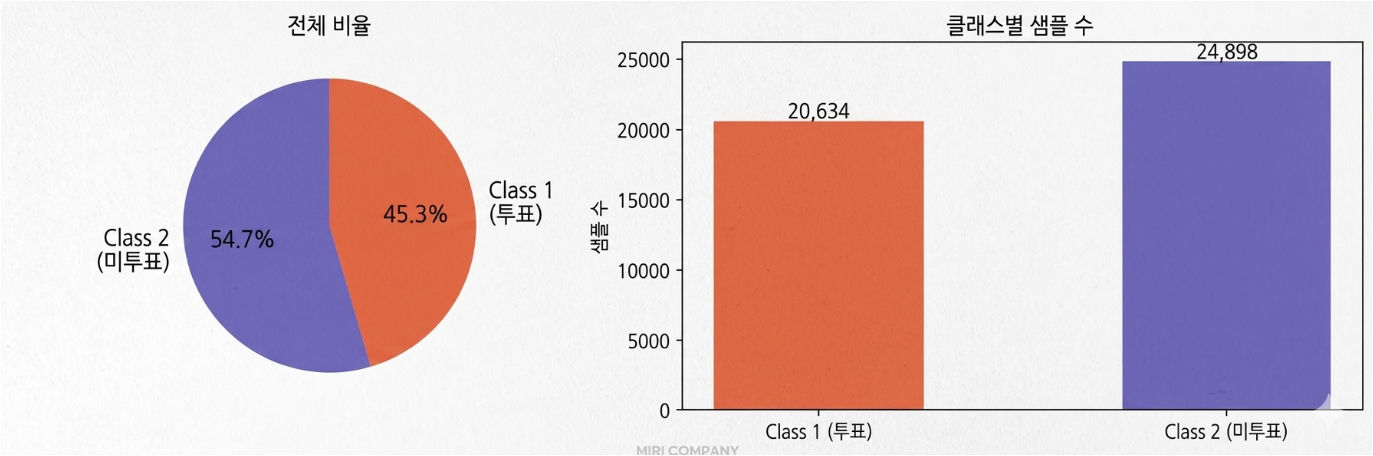 전체 비율
Class 1
(투표)
45.3%
54.7%
Class 2
(미투표)
클래스별 샘플 수
샘플 수
25000
20000
15000
10000
5000
0
20,634
24,898
Class 1 (투표)
Class 2 (미투표)
MIRI COMPANY